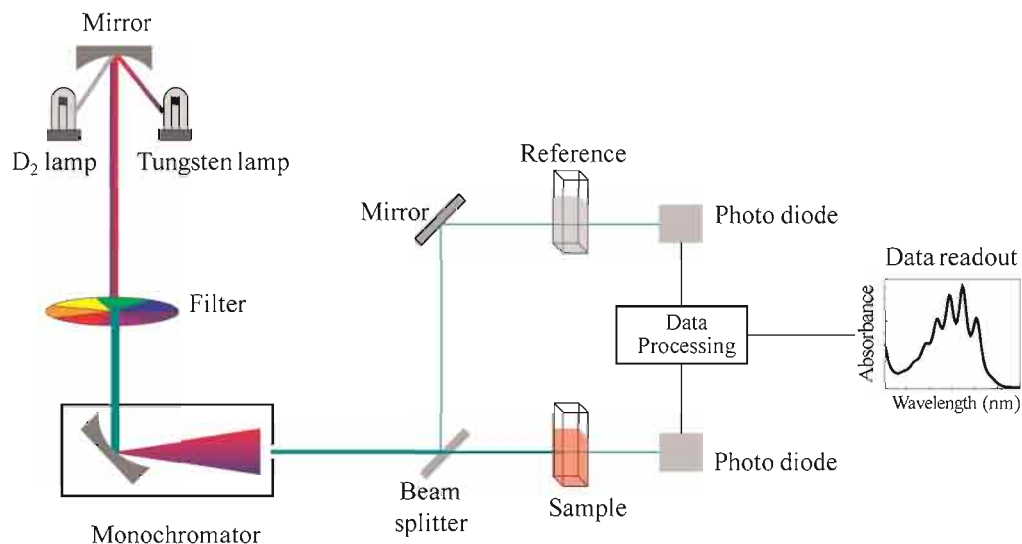 Mirror
D₂ lamp
Tungsten lamp
Filter
Monochromator
Mirror
Reference
Photo diode
Data
Processing
Data readout
Absorbance
Wavelength (nm)
Beam
splitter
Sample
Photo diode